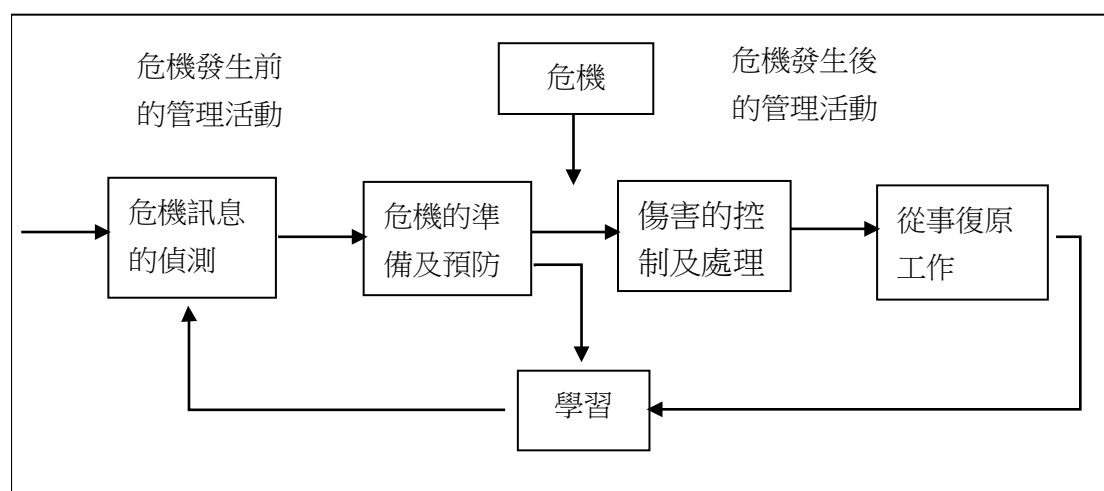 危機發生前
的管理活動
危機
危機發生後
的管理活動
危機訊息
的偵測
危機的準
備及預防
傷害的控
制及處理
從事復原
工作
學習